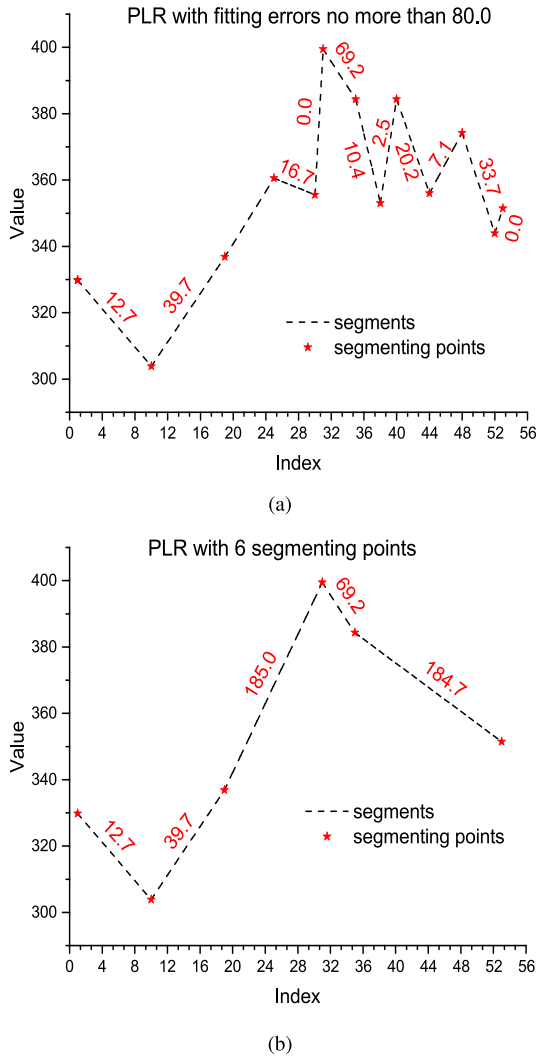 PLR with fitting errors no more than 80.0
400
380
360
340
320
300
Value
12.7
39.7
16.7
0.0
69.2
10.4
2.5
20.2
7.1
33.7
0.0
segments
segmenting points
0 4 8 12 16 20 24 28 32 36 40 44 48 52 56
Index
(a)
PLR with 6 segmenting points
400
380
360
340
320
300
Value
12.7
39.7
185.0
69.2
184.7
segments
segmenting points
0 4 8 12 16 20 24 28 32 36 40 44 48 52 56
Index
(b)